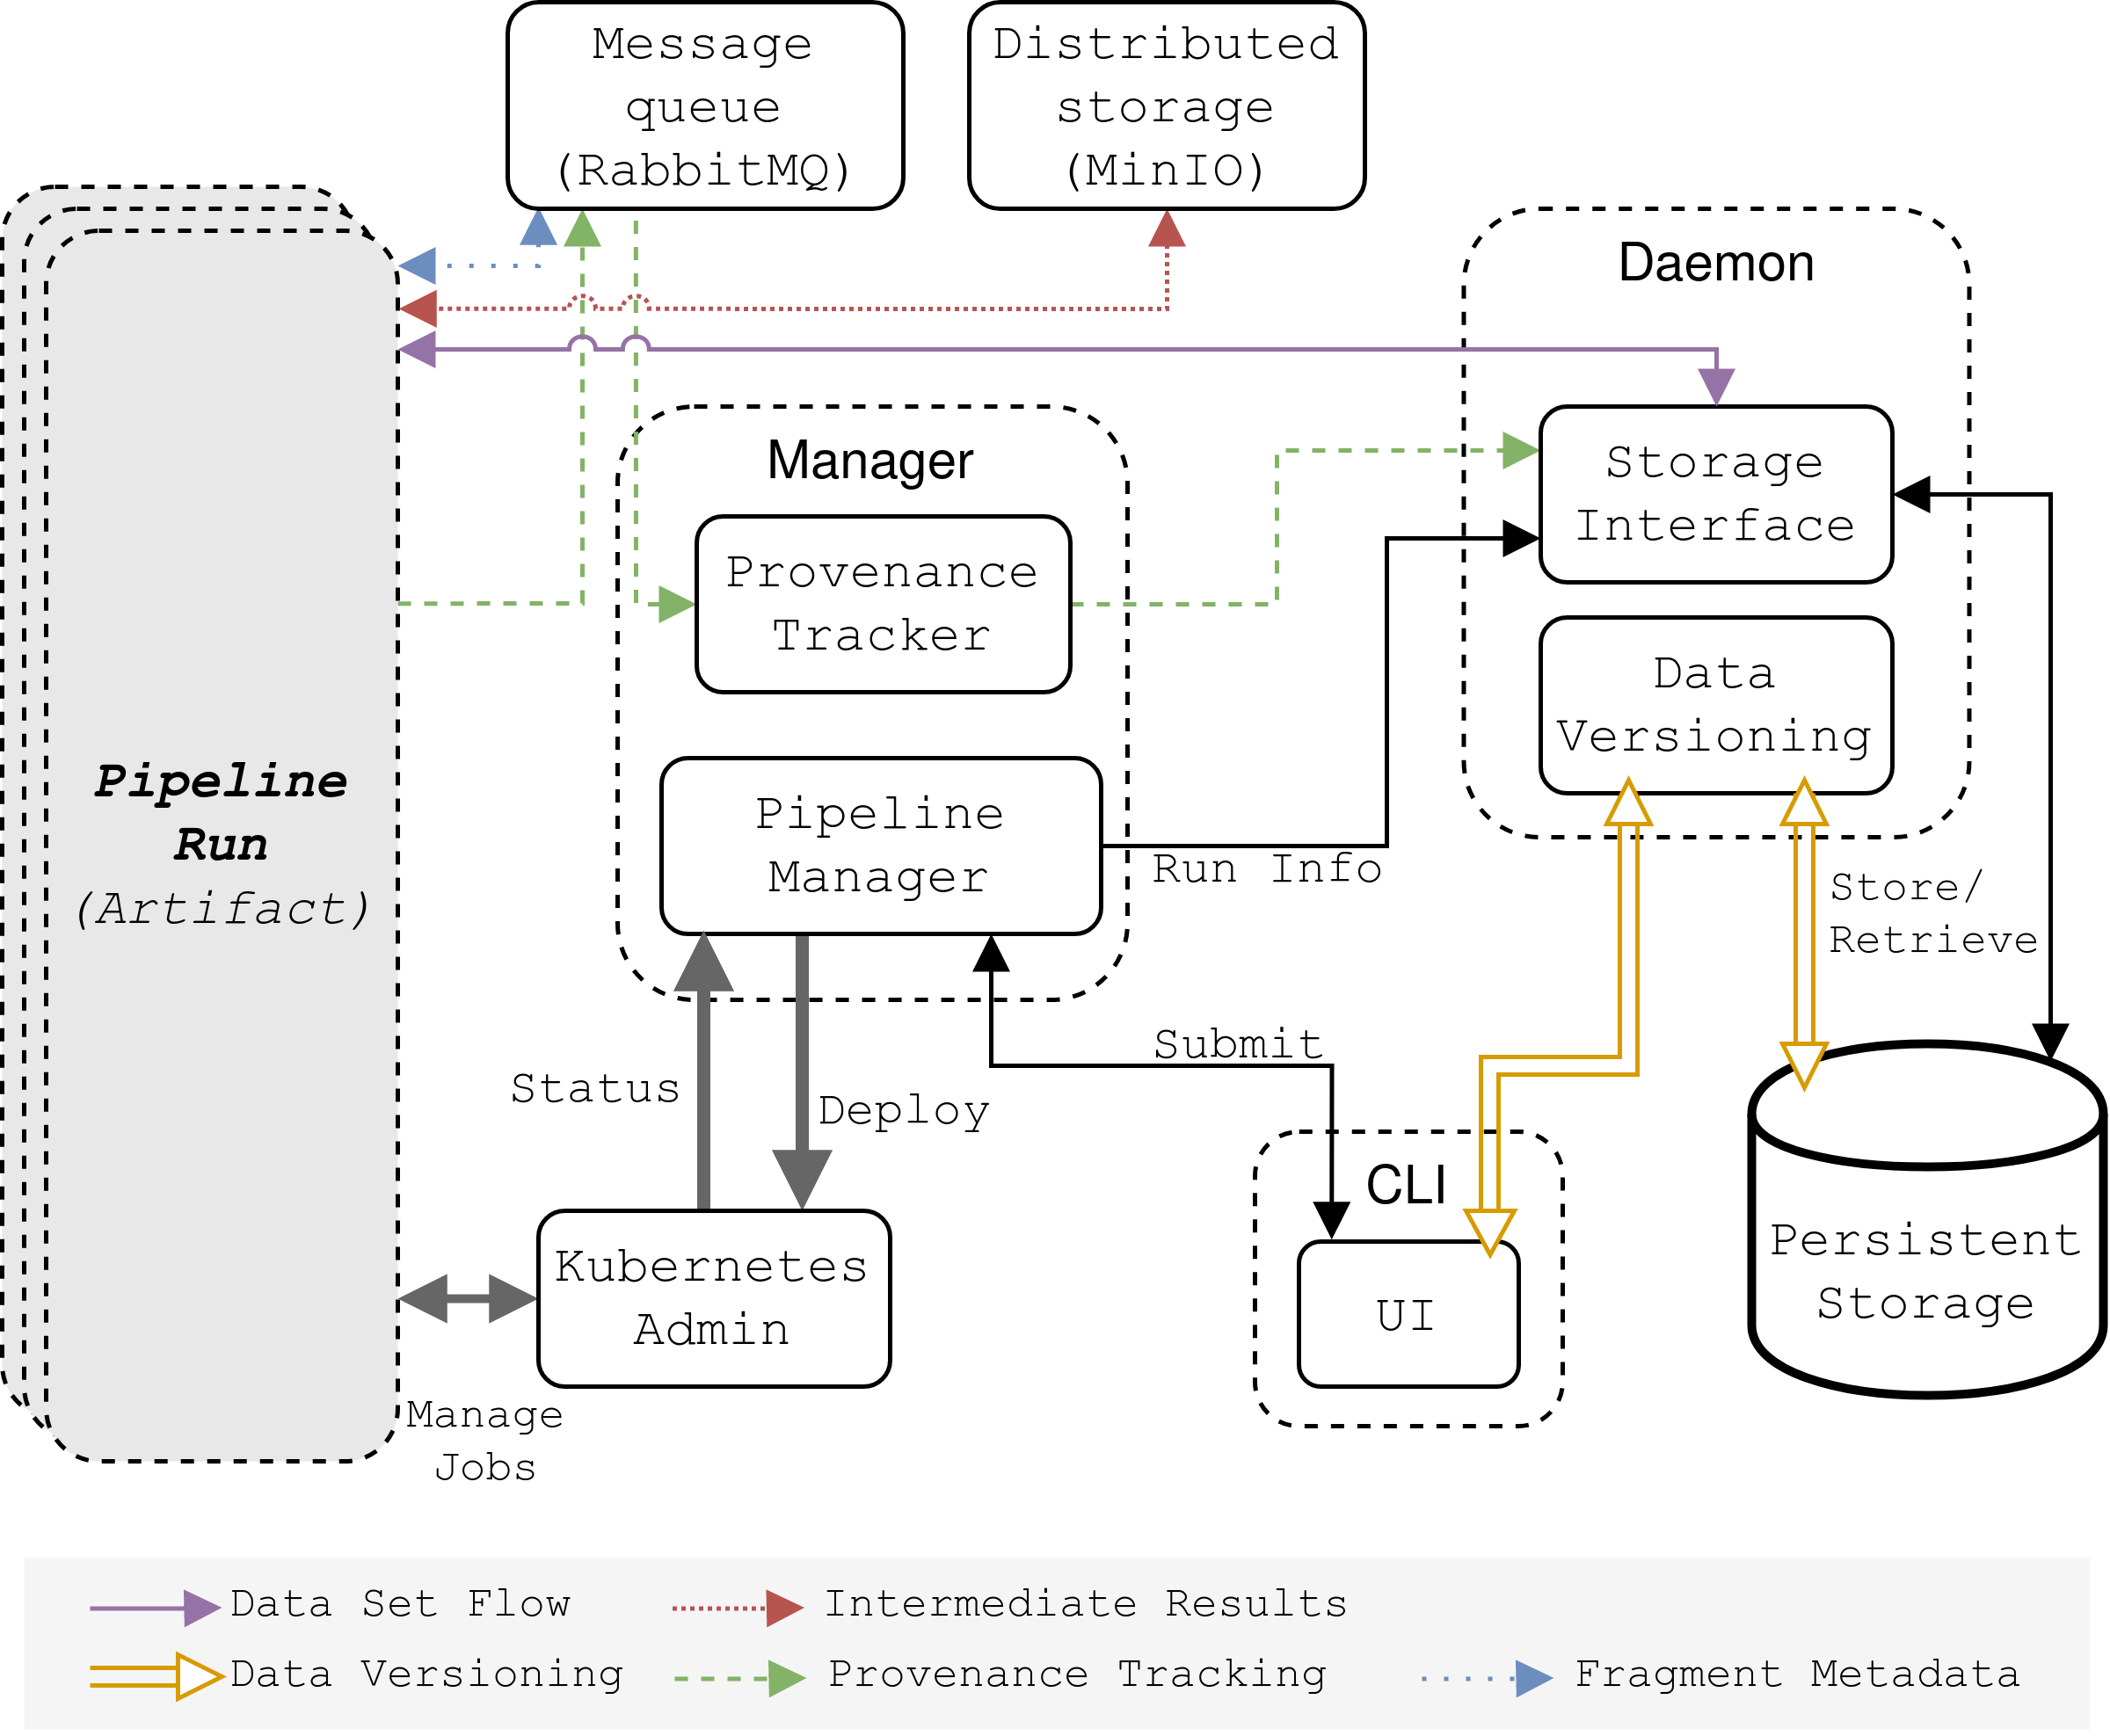 Message
queue
(RabbitMQ)
Distributed
storage
(MinIO)
Daemon
Manager
Storage
Interface
Provenance
Tracker
Data
Versioning
Pipeline
Run
(Artifact)
Pipeline
Manager
Run Info
Store/
Retrieve
Submit
Status
Deploy
CLI
Kubernetes
Admin
UI
Persistent
Storage
Manage
Jobs
Data Set Flow
Intermediate Results
Data Versioning
Provenance Tracking
Fragment Metadata